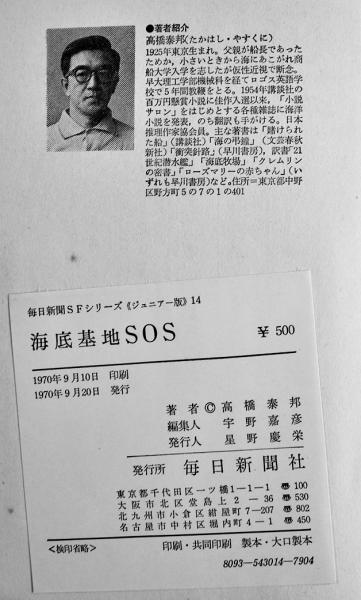 ●著者紹介
高橋泰邦(たかはし・やすくに)
1925年東京生まれ。父親が船長であった
ためか、小さいときから海にあこがれ商
船大学入学を志したが仮性近視で断念。
早大理工学部機械科を経てロゴス英語学
校で5年間教鞭をとる。1954年講談社の
百万円懸賞小説に佳作入選以来,「小説
サロン」をはじめとする各種雑誌に海洋
小説を発表，のち翻訳も手がける。日本
推理作家協会会員。主な著書は「賭けられ
た船」(講談社)「海の弔鐘」(文芸春秋
新社)「衝突針路」(早川書房)，訳書「21
世紀潜水艦」「海底牧場」「クレムリン
の密書」「ローズマリーの赤ちゃん」(い
ずれも早川書房)など。住所＝東京都中野
区野方町5の7の1の401
毎日新聞SFシリーズ《ジュニアー版》14
海底基地SOS ￥500
1970年9月10日 印刷
1970年9月20日 発行
著者 © 高橋泰邦
編集人 宇野嘉彦
発行人 星野慶栄
発行所 毎日新聞社
東京都千代田区一ツ橋1―1―1 〠100
大阪市北区堂島上2―36 〠530
北九州市小倉区紺屋町7―207 〠802
名古屋市中村区堀内町4―1 〠450
<検印省略> 印刷・共同印刷 製本・大口製本
8093-543014-7904